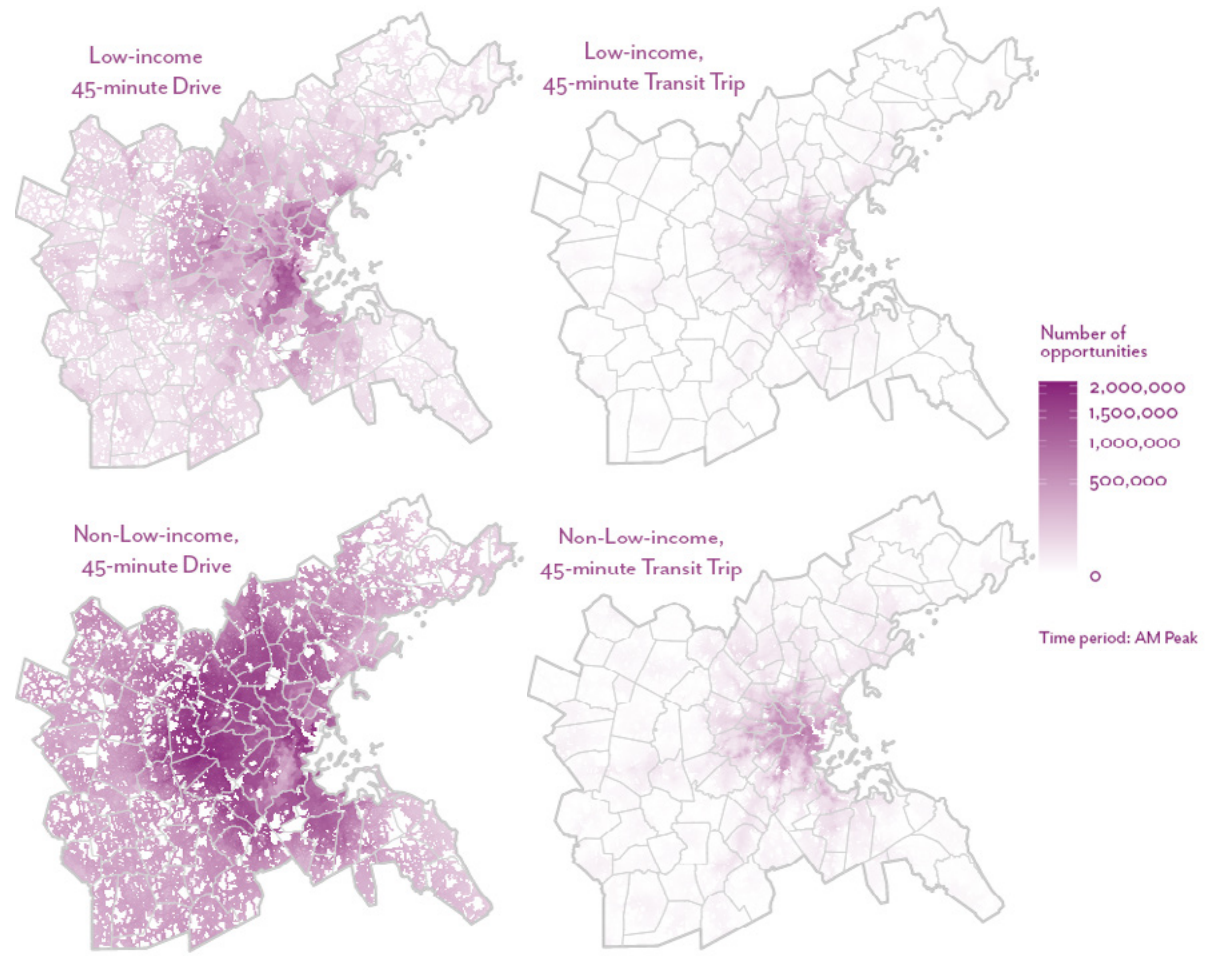 Low-income
45-minute Drive
Low-income,
45-minute Transit Trip
Number of
opportunities
2,000,000
1,500,000
1,000,000
500,000
0
Time period: AM Peak
Non-Low-income,
45-minute Drive
Non-Low-income,
45-minute Transit Trip